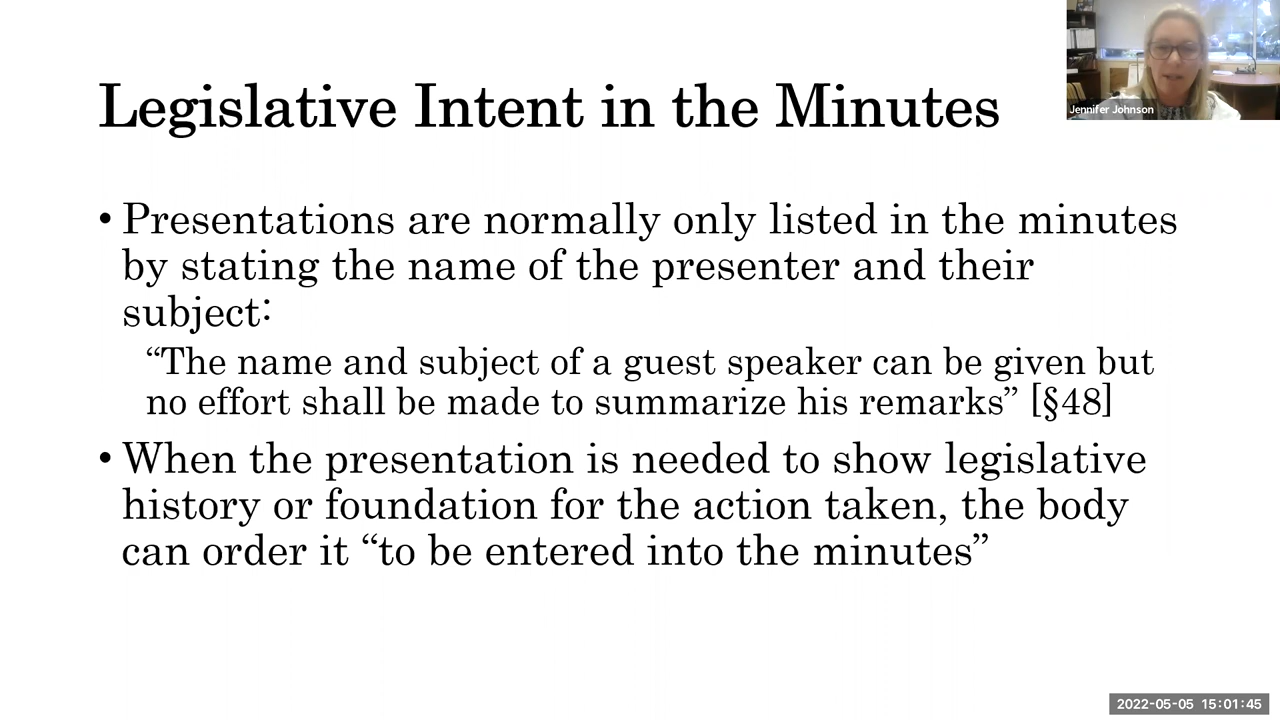 Legislative Intent in the Minutes
Jennifer Johnson
• Presentations are normally only listed in the minutes
by stating the name of the presenter and their
subject:
“The name and subject of a guest speaker can be given but
no effort shall be made to summarize his remarks” [§48]
• When the presentation is needed to show legislative
history or foundation for the action taken, the body
can order it “to be entered into the minutes”
2022-05-05 15:01:45